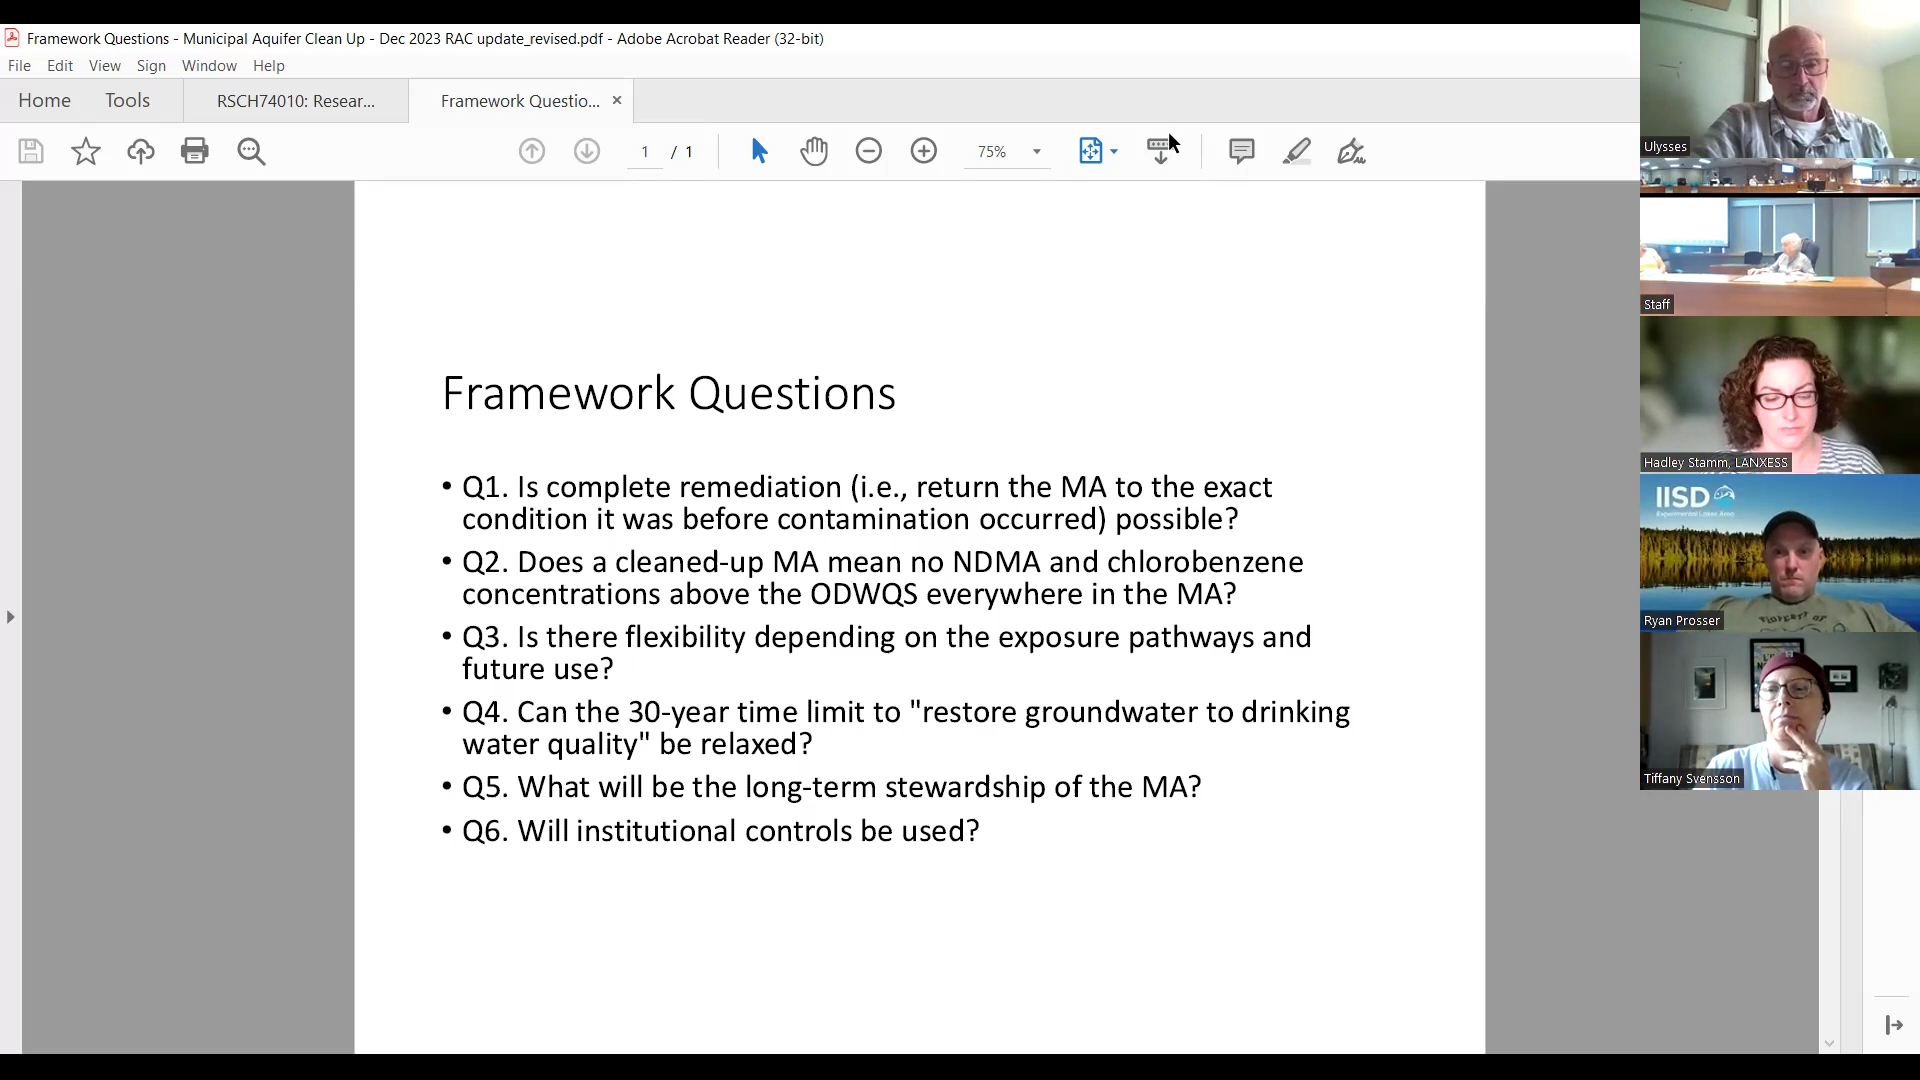 Framework Questions - Municipal Aquifer Clean Up - Dec 2023 RAC update_revised.pdf - Adobe Acrobat Reader (32-bit)
File Edit View Sign Window Help
Home Tools RSCH74010: Resear... Framework Questio... ×
1 / 1 75%
Framework Questions
• Q1. Is complete remediation (i.e., return the MA to the exact
condition it was before contamination occurred) possible?
• Q2. Does a cleaned-up MA mean no NDMA and chlorobenzene
concentrations above the ODWQS everywhere in the MA?
• Q3. Is there flexibility depending on the exposure pathways and
future use?
• Q4. Can the 30-year time limit to "restore groundwater to drinking
water quality" be relaxed?
• Q5. What will be the long-term stewardship of the MA?
• Q6. Will institutional controls be used?
Ulysses
Staff
Hadley Stamm, LANXESS
IISD
Experimental Lakes Area
Ryan Prosser
Tiffany Svensson